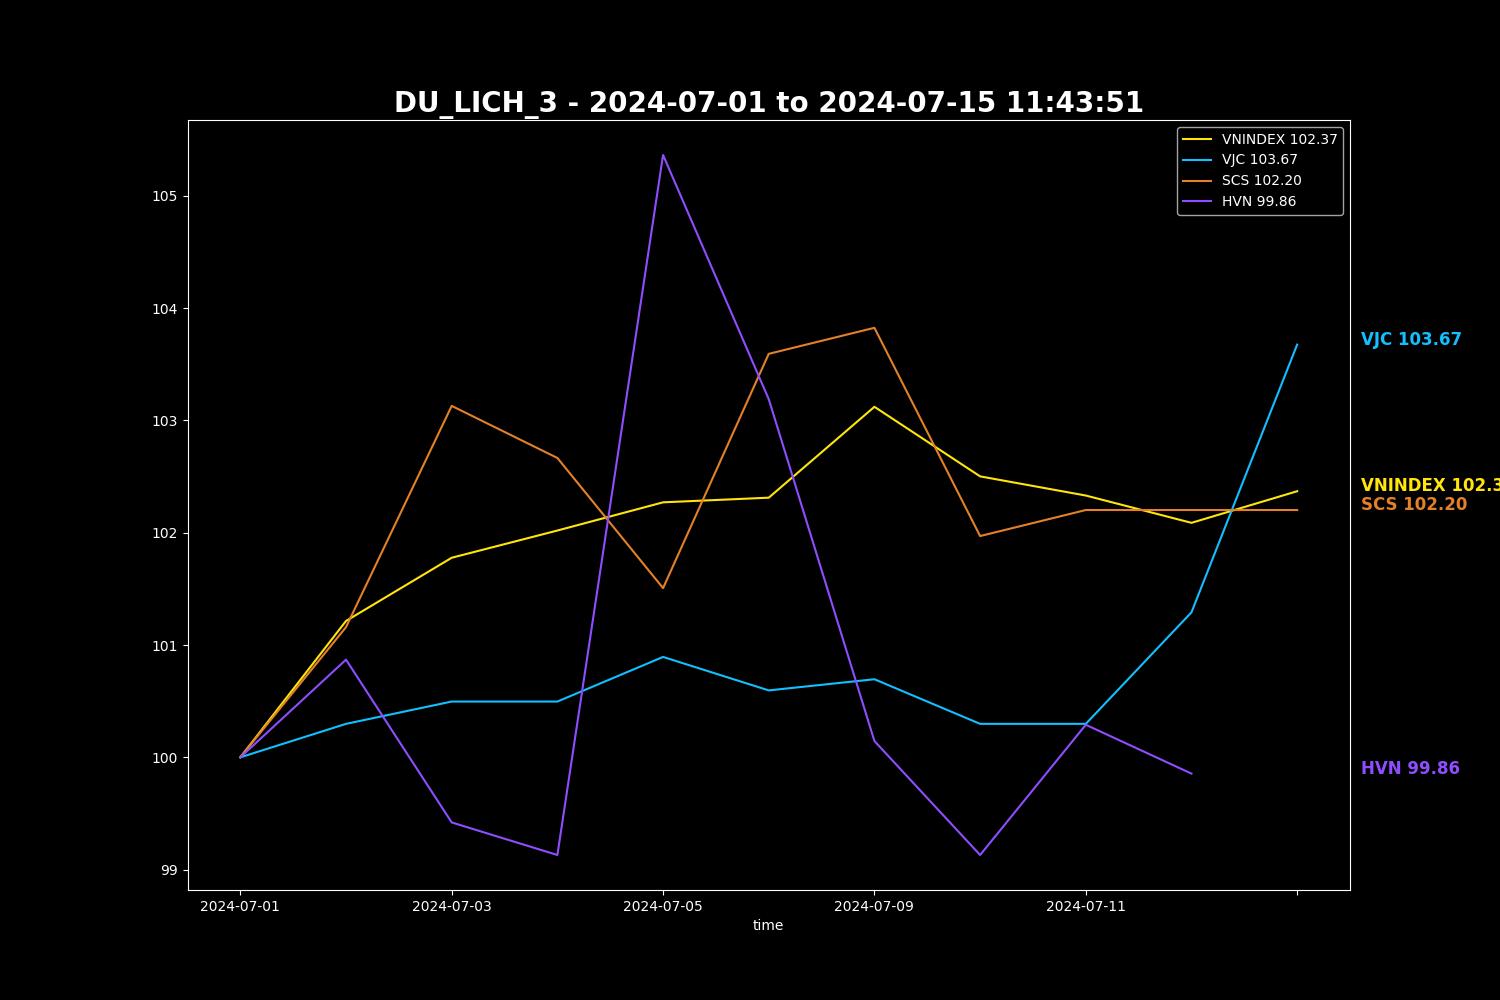 DU_LICH_3 - 2024-07-01 to 2024-07-15 11:43:51
VNINDEX 102.37
VJC 103.67
SCS 102.20
HVN 99.86
105
104
103
102
101
100
99
VJC 103.67
VNINDEX 102.3
SCS 102.20
HVN 99.86
2024-07-01
2024-07-03
2024-07-05
2024-07-09
2024-07-11
time